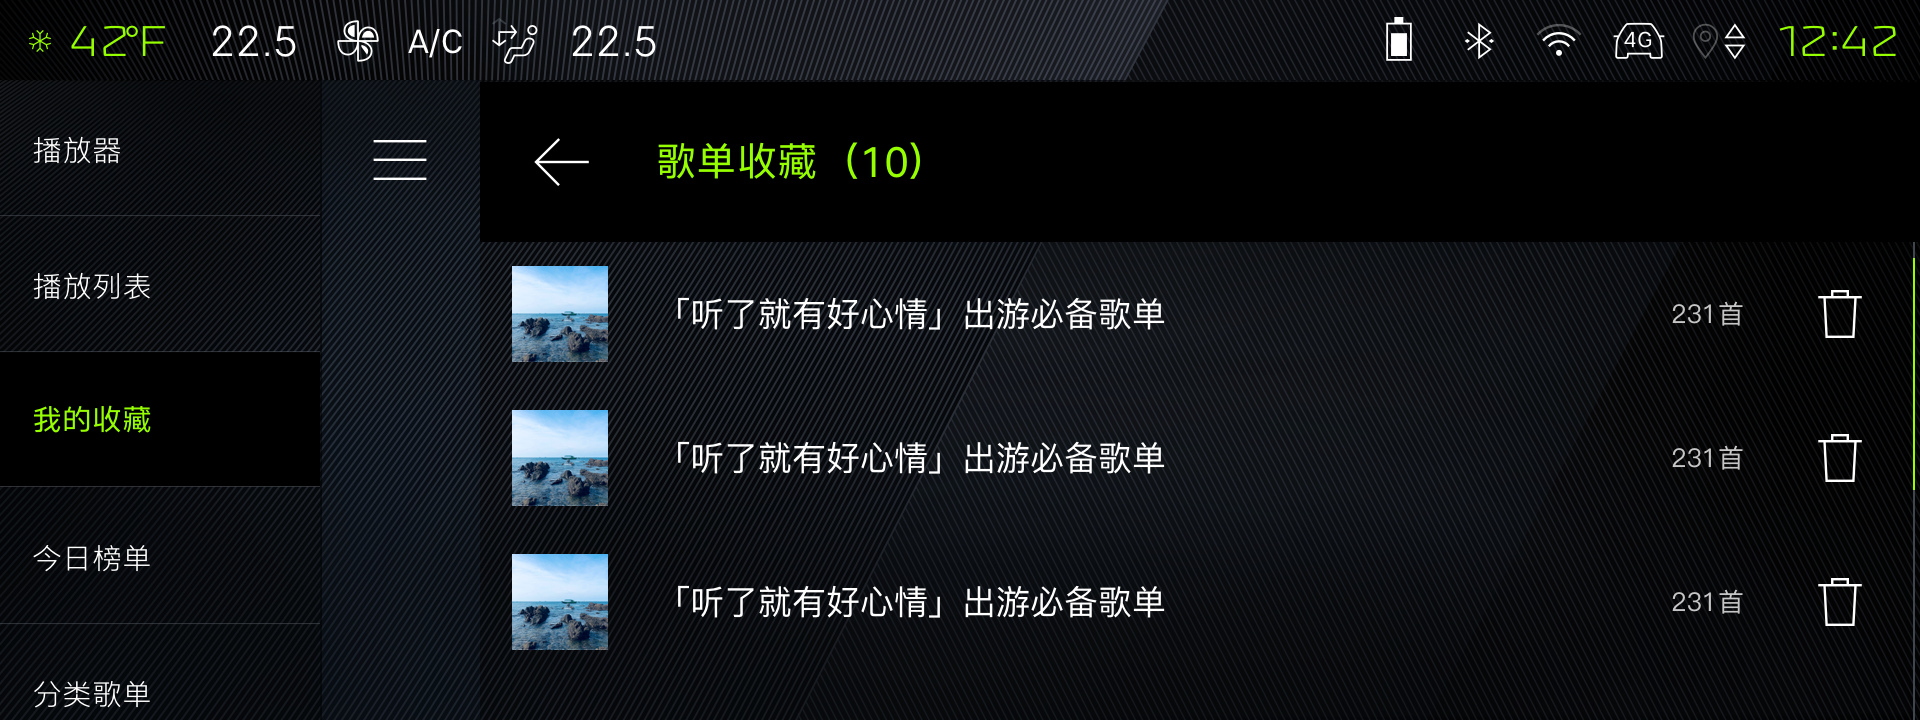 42°F 22.5 A/C 22.5 4G 12:42
播放器
播放列表
我的收藏
今日榜单
分类歌单
歌单收藏（10）
「听了就有好心情」出游必备歌单 231首
「听了就有好心情」出游必备歌单 231首
「听了就有好心情」出游必备歌单 231首